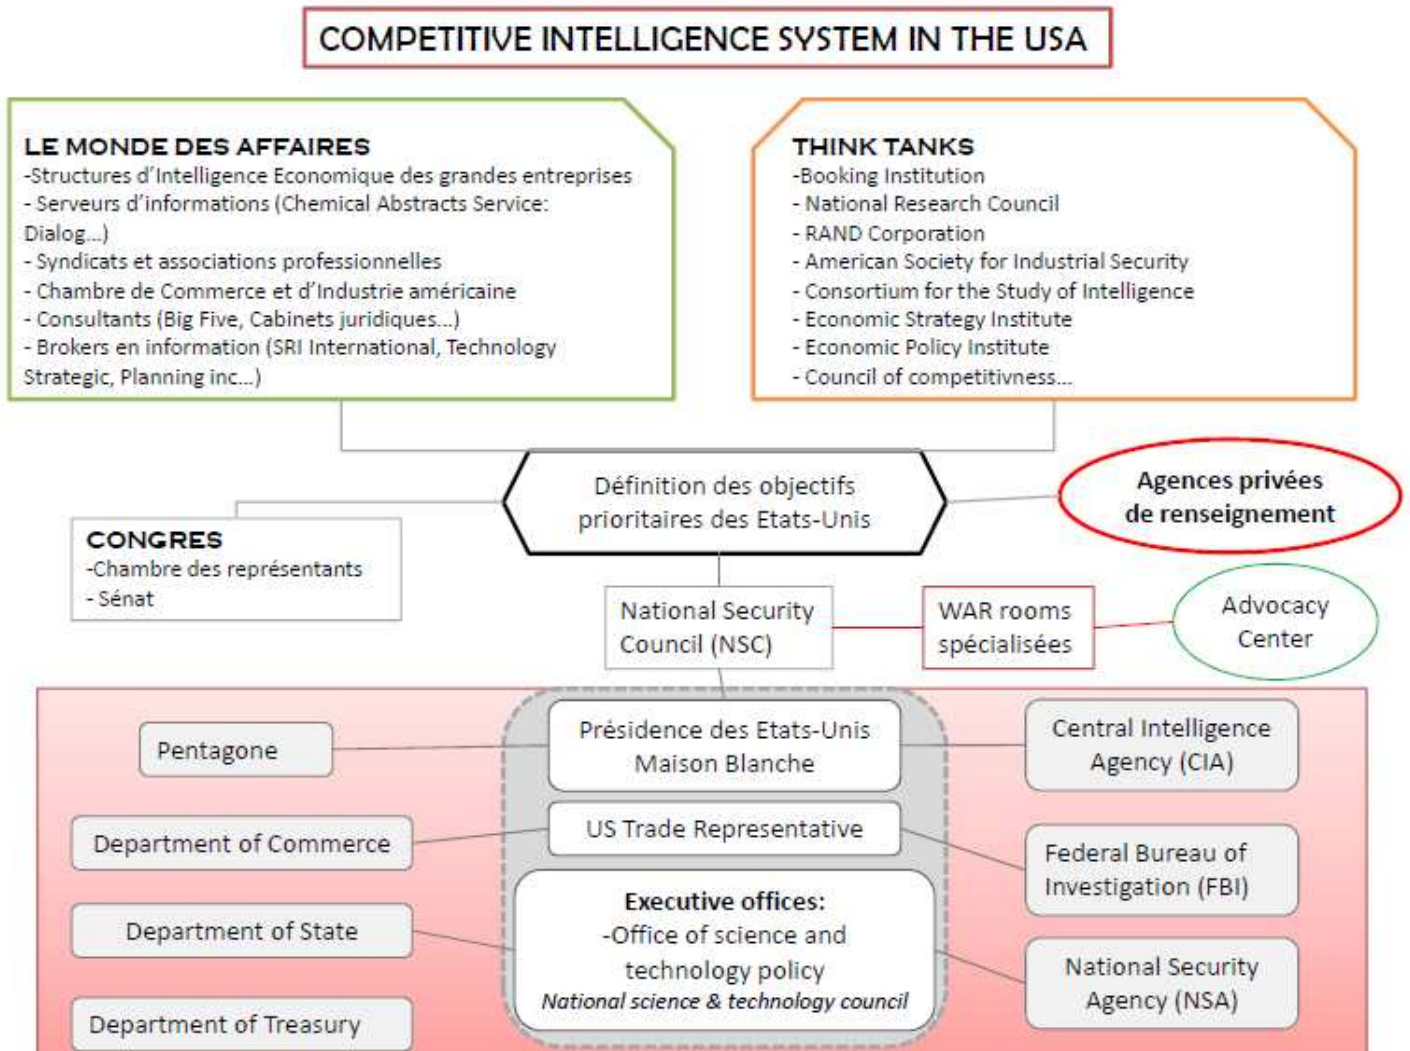 COMPETITIVE INTELLIGENCE SYSTEM IN THE USA
LE MONDE DES AFFAIRES
-Structures d'Intelligence Economique des grandes entreprises
- Serveurs d'informations (Chemical Abstracts Service:
Dialog...)
- Syndicats et associations professionnelles
- Chambre de Commerce et d'Industrie américaine
- Consultants (Big Five, Cabinets juridiques...)
- Brokers en information (SRI International, Technology
Strategic, Planning inc...)
THINK TANKS
-Booking Institution
- National Research Council
- RAND Corporation
- American Society for Industrial Security
- Consortium for the Study of Intelligence
- Economic Strategy Institute
- Economic Policy Institute
- Council of competitivness...
Définition des objectifs
prioritaires des Etats-Unis
Agences privées
de renseignement
CONGRES
-Chambre des représentants
- Sénat
National Security
Council (NSC)
WAR rooms
spécialisées
Advocacy
Center
Pentagone
Présidence des Etats-Unis
Maison Blanche
Central Intelligence
Agency (CIA)
Department of Commerce
US Trade Representative
Federal Bureau of
Investigation (FBI)
Department of State
Executive offices:
-Office of science and
technology policy
National science & technology council
National Security
Agency (NSA)
Department of Treasury